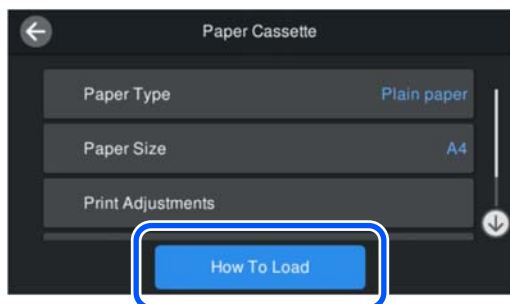 Paper Cassette
Paper Type Plain paper
Paper Size A4
Print Adjustments
How To Load